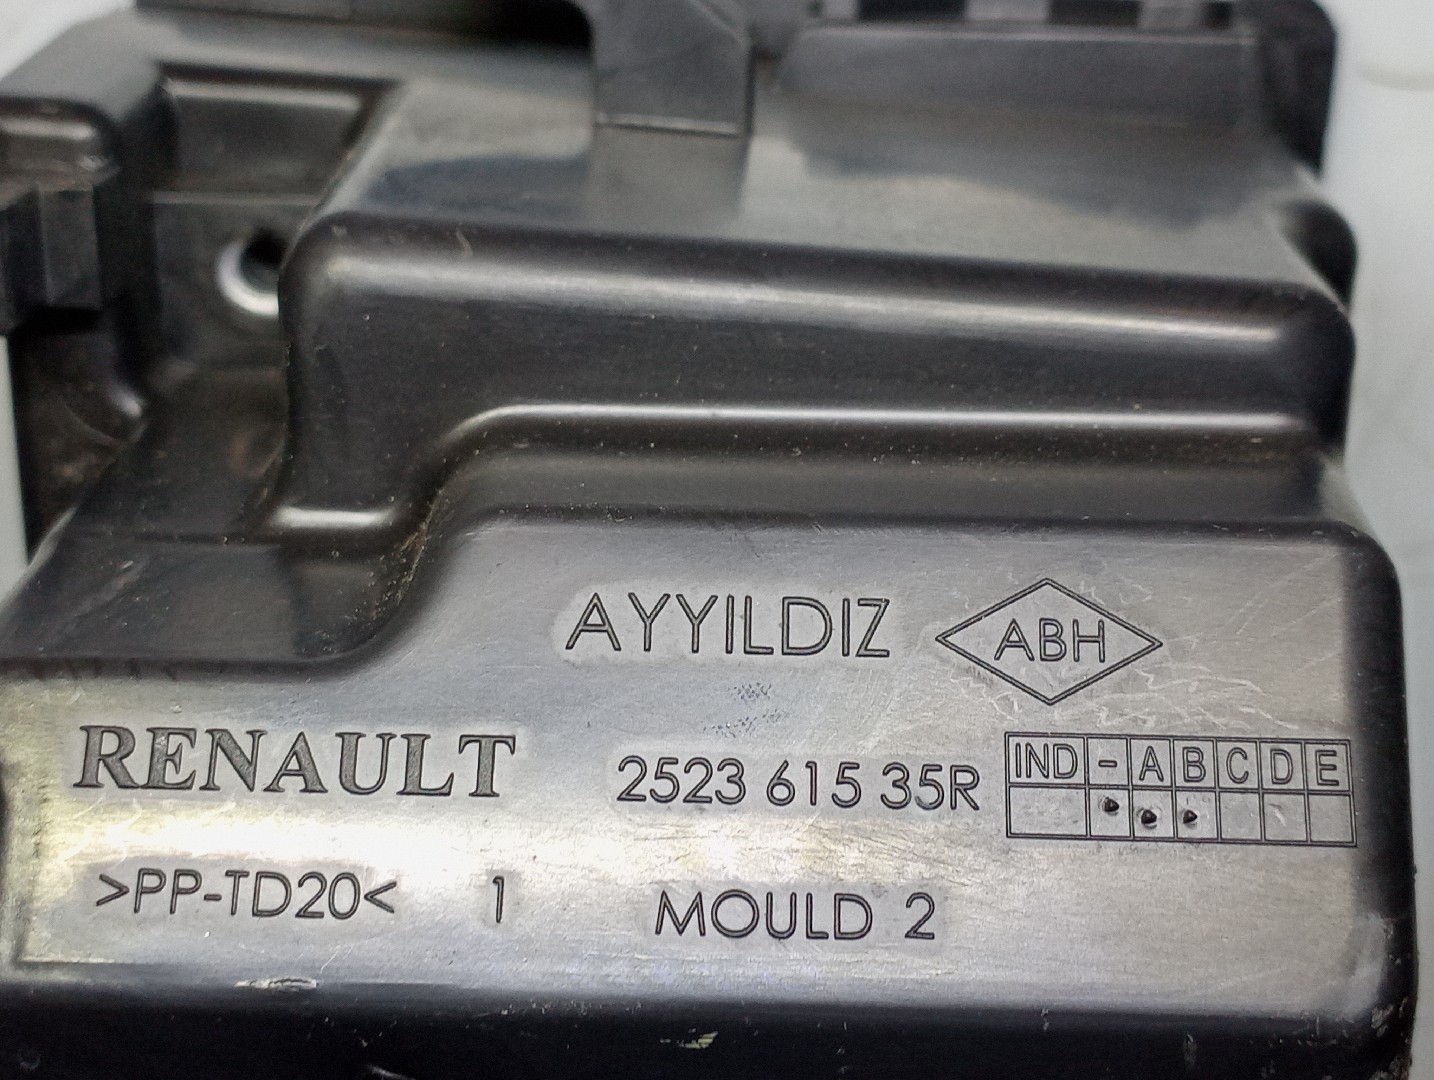 AYYILDIZ ABH
RENAULT 2523 615 35R
IND - A B C D E
>PP-TD20< 1 MOULD 2